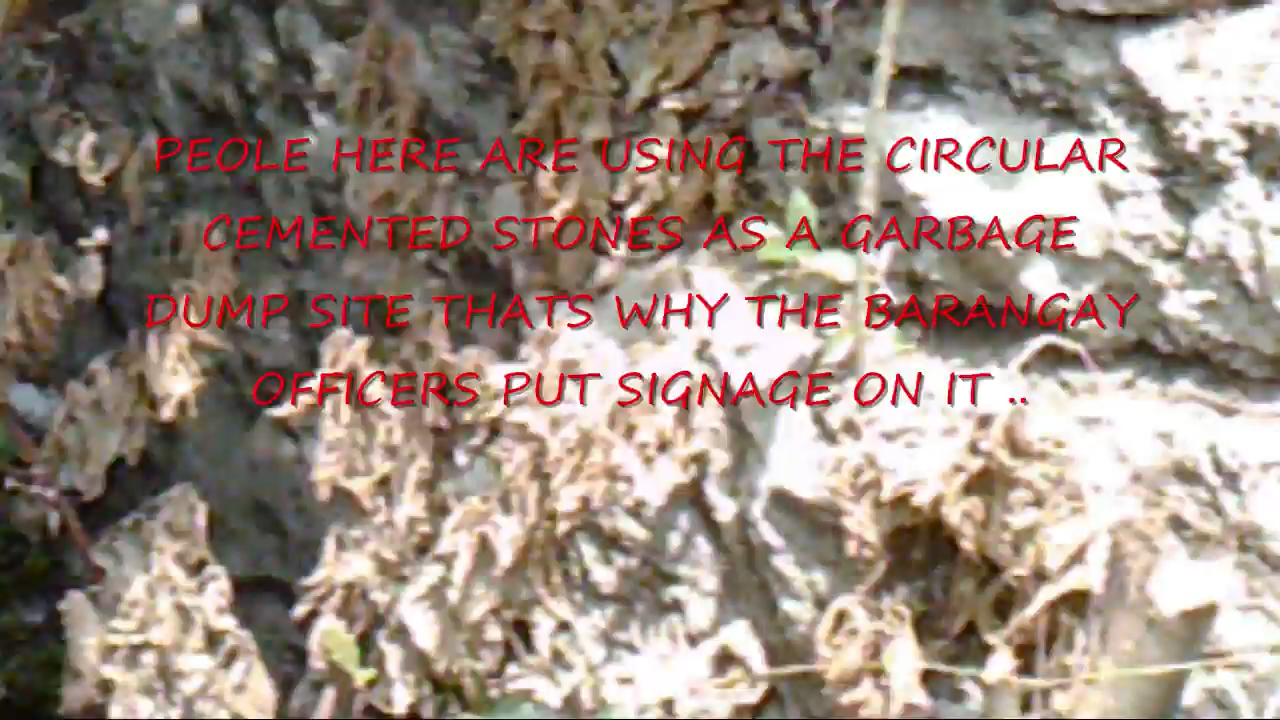 PEOLE HERE ARE USING THE CIRCULAR
CEMENTED STONES AS A GARBAGE
DUMP SITE THATS WHY THE BARANGAY
OFFICERS PUT SIGNAGE ON IT ..